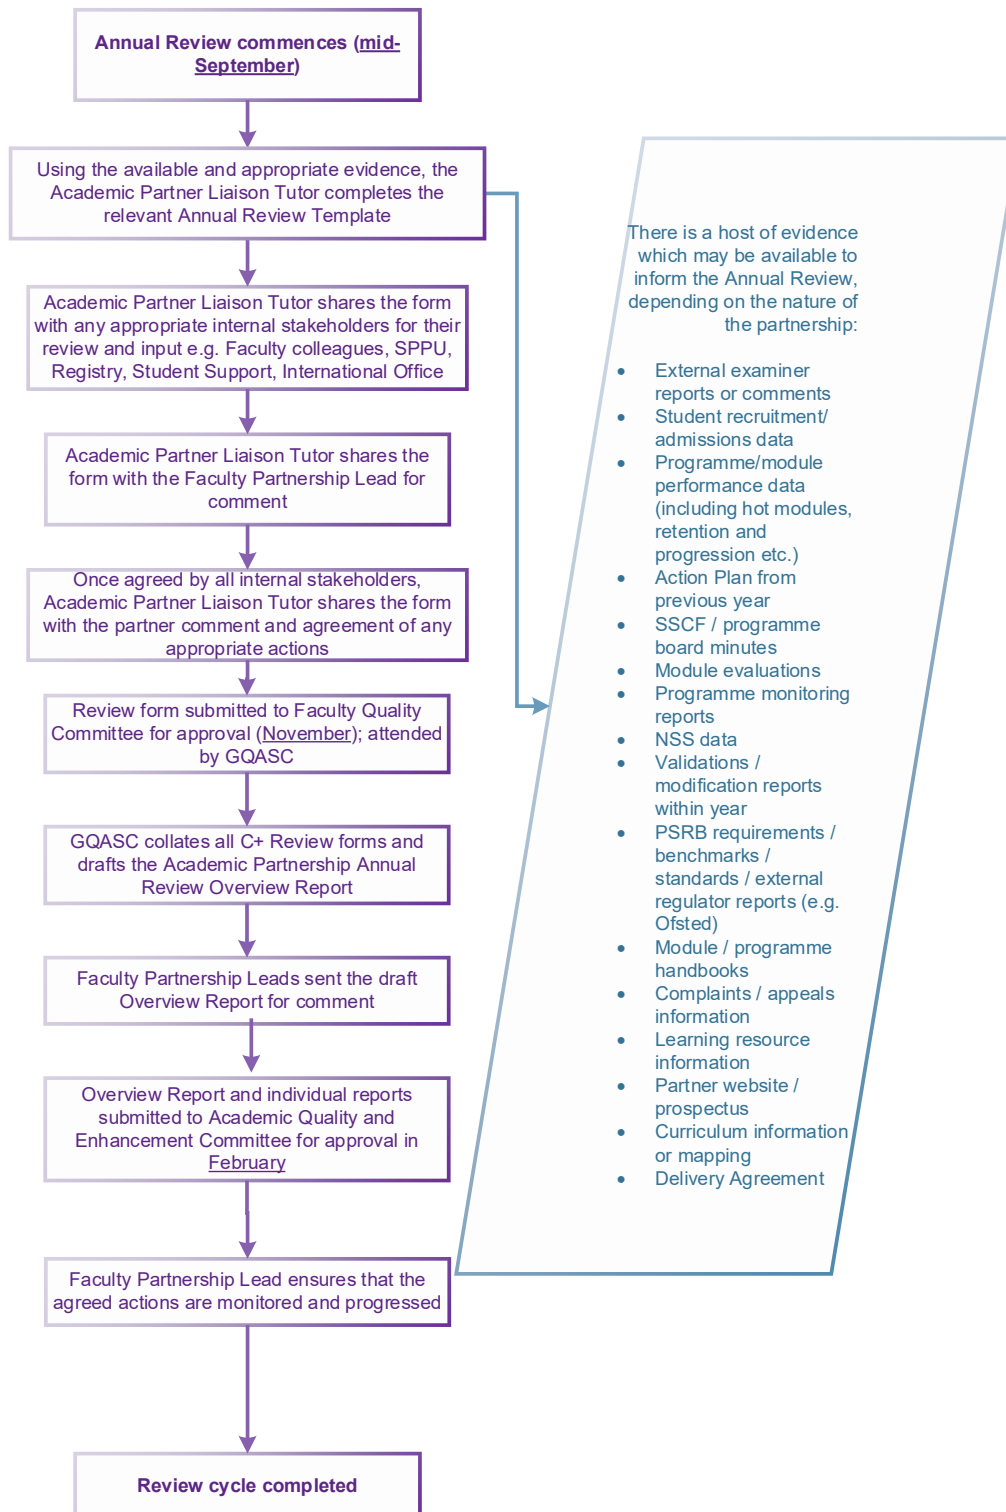 Annual Review commences (mid-
September)
Using the available and appropriate evidence, the
Academic Partner Liaison Tutor completes the
relevant Annual Review Template
Academic Partner Liaison Tutor shares the form
with any appropriate internal stakeholders for their
review and input e.g. Faculty colleagues, SPPU,
Registry, Student Support, International Office
Academic Partner Liaison Tutor shares the
form with the Faculty Partnership Lead for
comment
Once agreed by all internal stakeholders,
Academic Partner Liaison Tutor shares the form
with the partner comment and agreement of any
appropriate actions
Review form submitted to Faculty Quality
Committee for approval (November); attended
by GQASC
GQASC collates all C+ Review forms and
drafts the Academic Partnership Annual
Review Overview Report
Faculty Partnership Leads sent the draft
Overview Report for comment
Overview Report and individual reports
submitted to Academic Quality and
Enhancement Committee for approval in
February
Faculty Partnership Lead ensures that the
agreed actions are monitored and progressed
Review cycle completed
There is a host of evidence
which may be available to
inform the Annual Review,
depending on the nature of
the partnership:
• External examiner
reports or comments
• Student recruitment/
admissions data
• Programme/module
performance data
(including hot modules,
retention and
progression etc.)
• Action Plan from
previous year
• SSCF / programme
board minutes
• Module evaluations
• Programme monitoring
reports
• NSS data
• Validations /
modification reports
within year
• PSRB requirements /
benchmarks /
standards / external
regulator reports (e.g.
Ofsted)
• Module / programme
handbooks
• Complaints / appeals
information
• Learning resource
information
• Partner website /
prospectus
• Curriculum information
or mapping
• Delivery Agreement